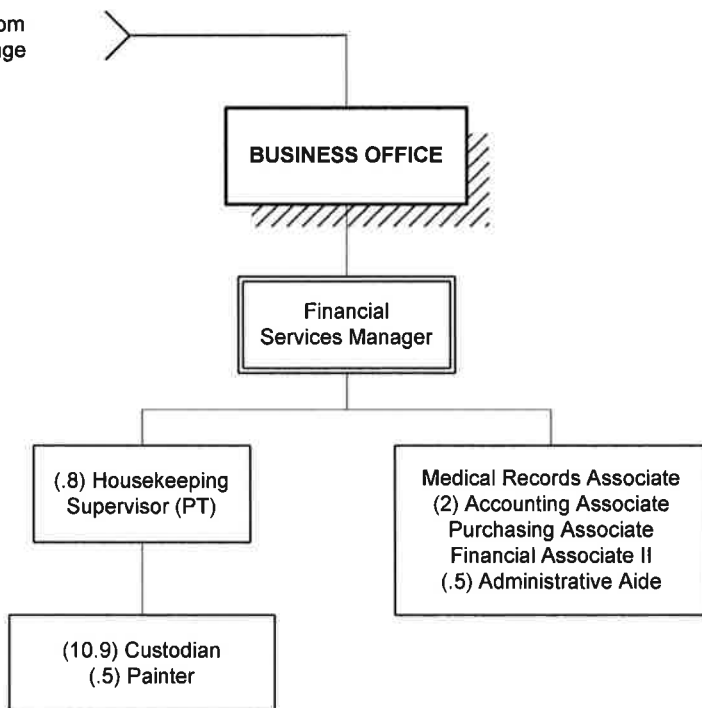 om
ge
BUSINESS OFFICE
Financial
Services Manager
(.8) Housekeeping
Supervisor (PT)
Medical Records Associate
(2) Accounting Associate
Purchasing Associate
Financial Associate II
(.5) Administrative Aide
(10.9) Custodian
(.5) Painter